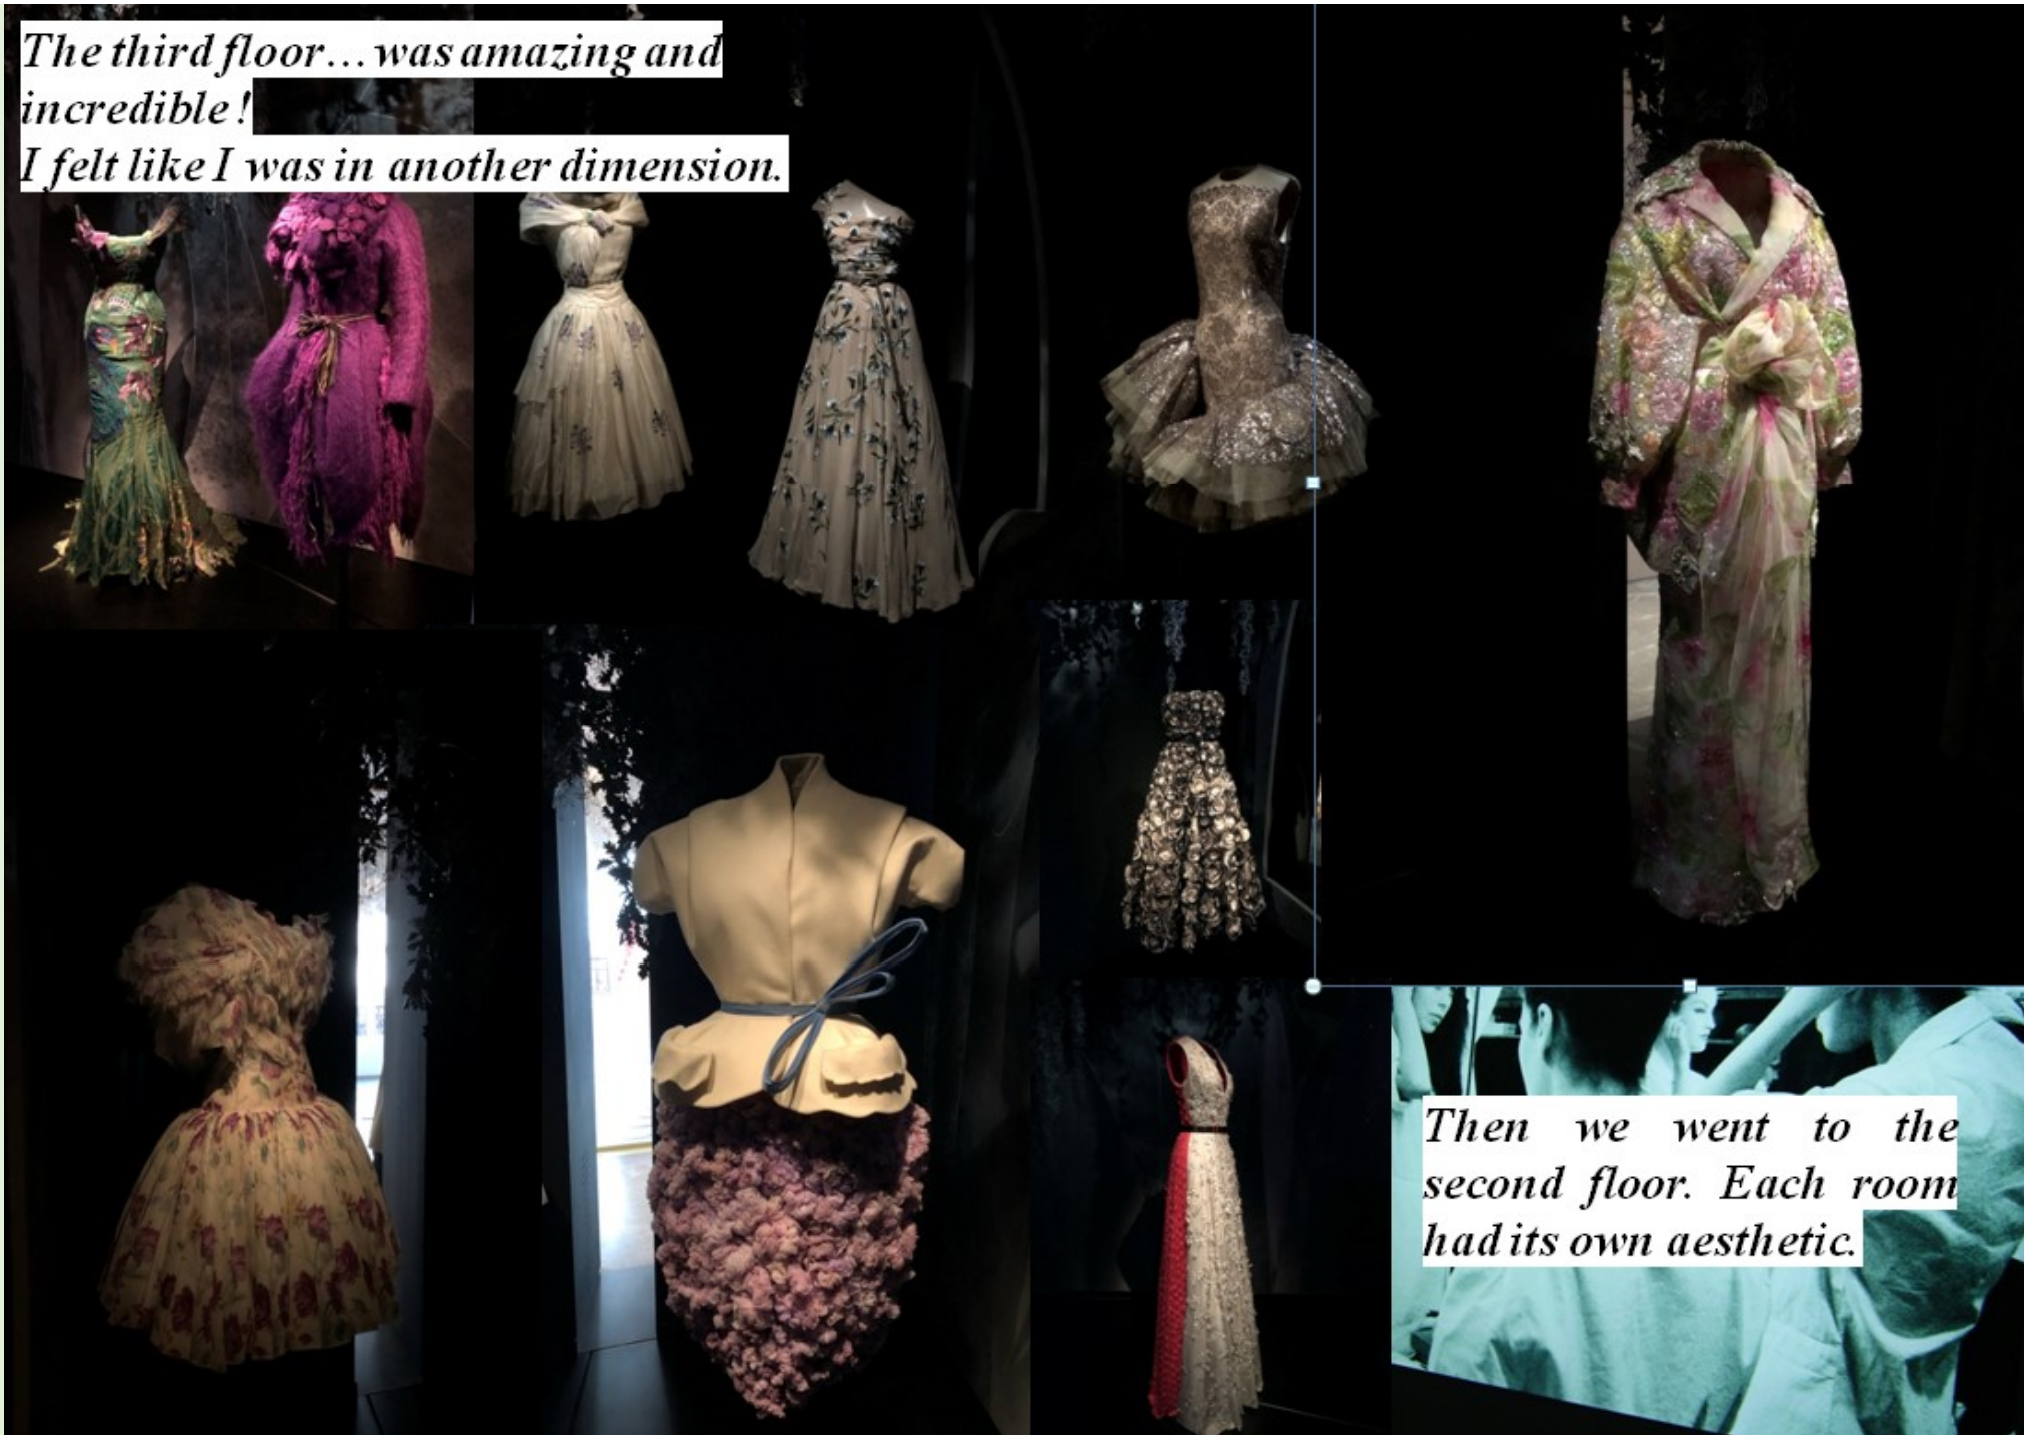 The third floor… was amazing and
incredible !
I felt like I was in another dimension.
Then we went to the
second floor. Each room
had its own aesthetic.